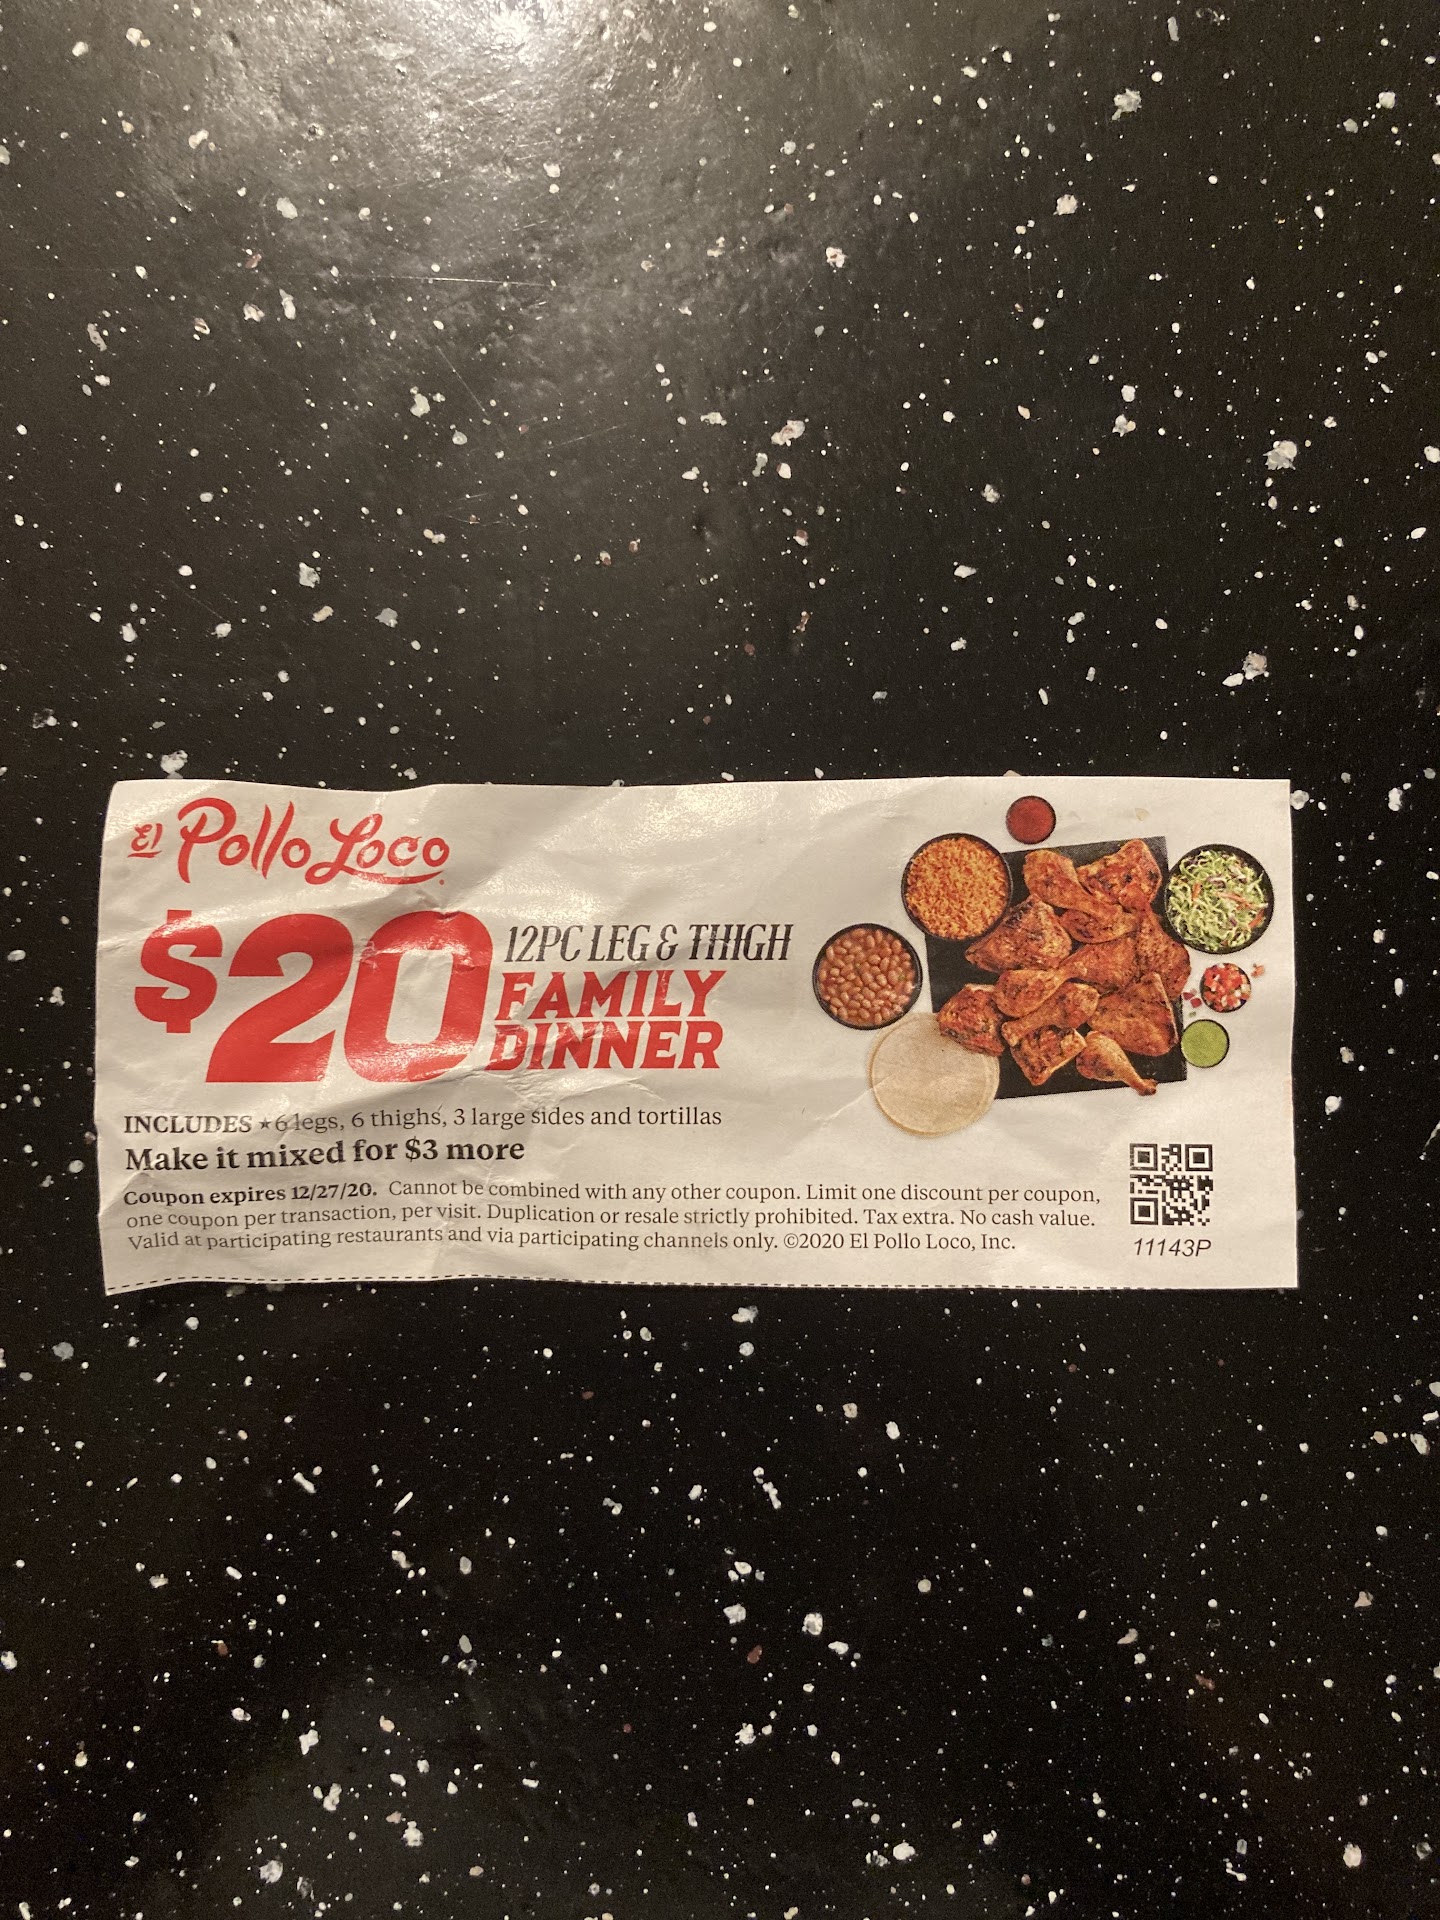 El Pollo Loco
$20
12PC LEG & THIGH
FAMILY
DINNER
INCLUDES ★ 6 legs, 6 thighs, 3 large sides and tortillas
Make it mixed for $3 more
Coupon expires 12/27/20. Cannot be combined with any other coupon. Limit one discount per coupon,
one coupon per transaction, per visit. Duplication or resale strictly prohibited. Tax extra. No cash value.
Valid at participating restaurants and via participating channels only. ©2020 El Pollo Loco, Inc.
11143P